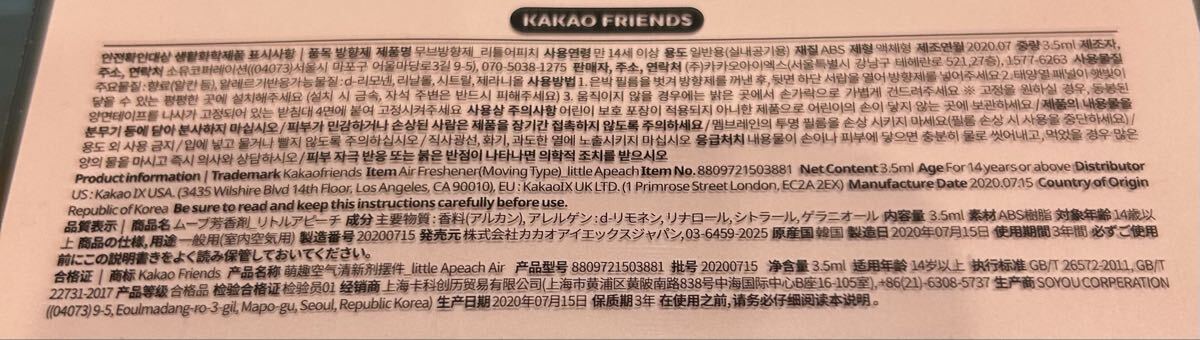 KAKAO FRIENDS
안전확인대상 생활화학제품 표시사항 | 품목 방향제 제품명 무브방향제_리틀어피치 사용연령 만 14세 이상 용도 일반용(실내공기용) 재질 ABS 제형 액체형 제조연월 2020.07 중량 3.5ml 제조자,
주소, 연락처 소유코퍼레이션((04073)서울시 마포구 어울마당로3길 9-5), 070-5038-1275 판매자, 주소, 연락처 (주)카카오아이엑스(서울특별시 강남구 테헤란로 521,27층), 1577-6263 사용물질
주요물질:향료(알칸 등), 알레르기반응가능물질 : d-리모넨, 리날룰, 시트랄, 제라니올 사용방법 1.은박 필름을 벗겨 방향제를 꺼낸 후, 뒷면 하단 서랍을 열어 방향제를 넣어주세요 2.태양열 패널이 햇빛이
닿을 수 있는 평평한 곳에 설치해주세요 (설치 시 금속, 자석 주변은 반드시 피해주세요) 3. 움직이지 않을 경우에는 밝은 곳에서 손가락으로 가볍게 건드려주세요 ※ 고정을 원하실 경우, 동봉된
양면테이프를 나사가 고정되어 있는 받침대 4면에 붙여 고정시켜주세요 사용상 주의사항 어린이 보호 포장이 적용되지 아니한 제품으로 어린이의 손이 닿지 않는 곳에 보관하세요 / 제품의 내용물을
분무기 등에 담아 분사하지 마십시오 / 피부가 민감하거나 손상된 사람은 제품을 장기간 접촉하지 않도록 주의하세요 / 멤브레인의 투명 필름을 손상 시키지 마세요(필름 손상 시 사용을 중단하세요) /
용도 외 사용 금지 / 입에 넣고 물거나 빨지 않도록 주의하십시오 / 직사광선, 화기, 과도한 열에 노출시키지 마십시오 응급처치 내용물이 손이나 피부에 닿으면 충분히 물로 씻어내고, 먹었을 경우 많은
양의 물을 마시고 즉시 의사와 상담하십시오 / 피부 자극 반응 또는 붉은 반점이 나타나면 의학적 조치를 받으시오
Product information | Trademark Kakaofriends Item Air Freshener(Moving Type)_little Apeach Item No. 8809721503881 Net Content 3.5ml Age For 14 years or above Distributor
US : Kakao IX USA. (3435 Wilshire Blvd 14th Floor, Los Angeles, CA 90010), EU : KakaoIX UK LTD. (1 Primrose Street London, EC2A 2EX) Manufacture Date 2020.07.15 Country of Origin
Republic of Korea Be sure to read and keep this instructions carefully before use.
品質表示 | 商品名 ムーブ芳香剤_リトルアピーチ 成分 主要物質 : 香料(アルカン), アレルゲン : d-リモネン, リナロール, シトラール, ゲラニオール 内容量 3.5ml 素材 ABS樹脂 対象年齢 14歳以
上 商品の仕様,用途 一般用(室内空気用) 製造番号 20200715 発売元 株式会社カカオアイエックスジャパン, 03-6459-2025 原産国 韓国 製造日 2020年07月15日 使用期間 3年間 必ずご使用
前にこの説明書きをよく読み保管しておいてください。
合格证 | 商标 Kakao Friends 产品名称 萌趣空气清新剂摆件_little Apeach Air 产品型号 8809721503881 批号 20200715 净含量 3.5ml 适用年龄 14岁以上 执行标准 GB/T 26572-2011, GB/T
22731-2017 产品等级 合格品 检验合格证 检验员01 经销商 上海卡科创历贸易有限公司(上海市黄浦区黄陂南路838号中海国际中心B座16-105室), +86(21)-6308-5737 生产商 SOYOU CORPERATION
((04073) 9-5, Eoulmadang-ro-3-gil, Mapo-gu, Seoul, Republic Korea) 生产日期 2020年07月15日 保质期 3年 在使用之前,请务必仔细阅读本说明。